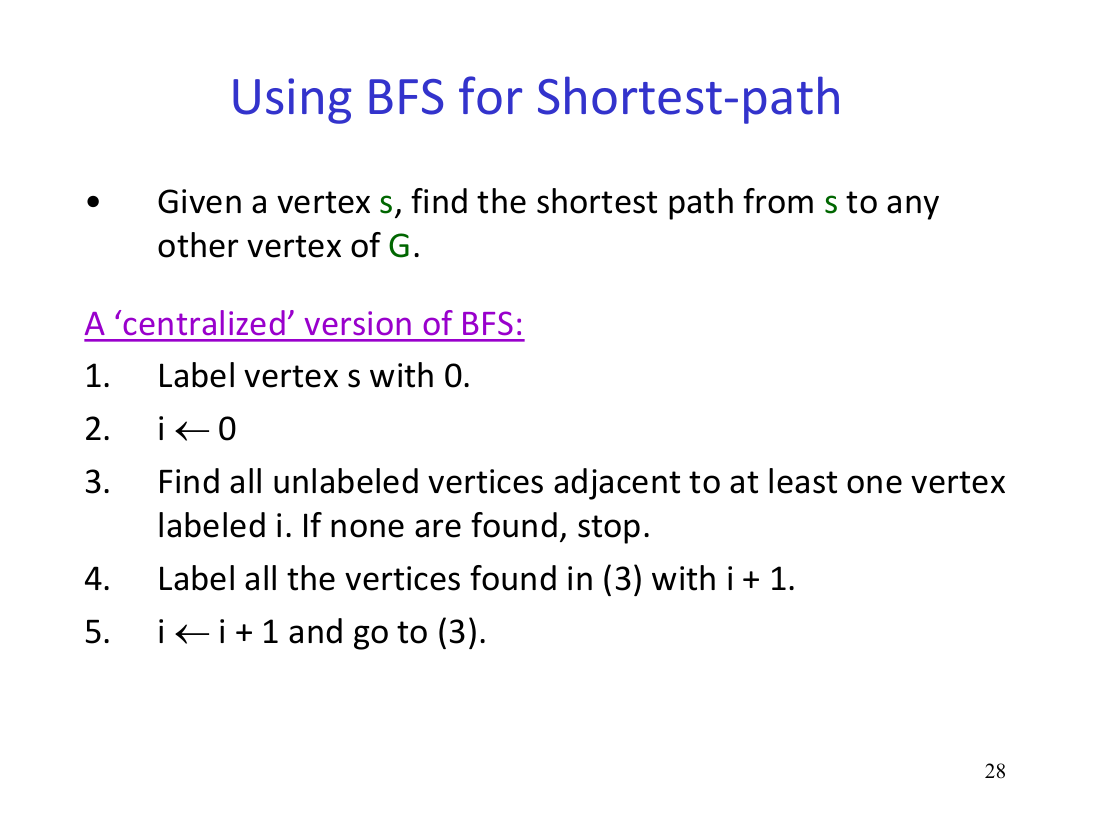 Using BFS for Shortest-path
• Given a vertex s, find the shortest path from s to any
other vertex of G.
A ‘centralized’ version of BFS:
1. Label vertex s with 0.
2. i ← 0
3. Find all unlabeled vertices adjacent to at least one vertex
labeled i. If none are found, stop.
4. Label all the vertices found in (3) with i + 1.
5. i ← i + 1 and go to (3).
28